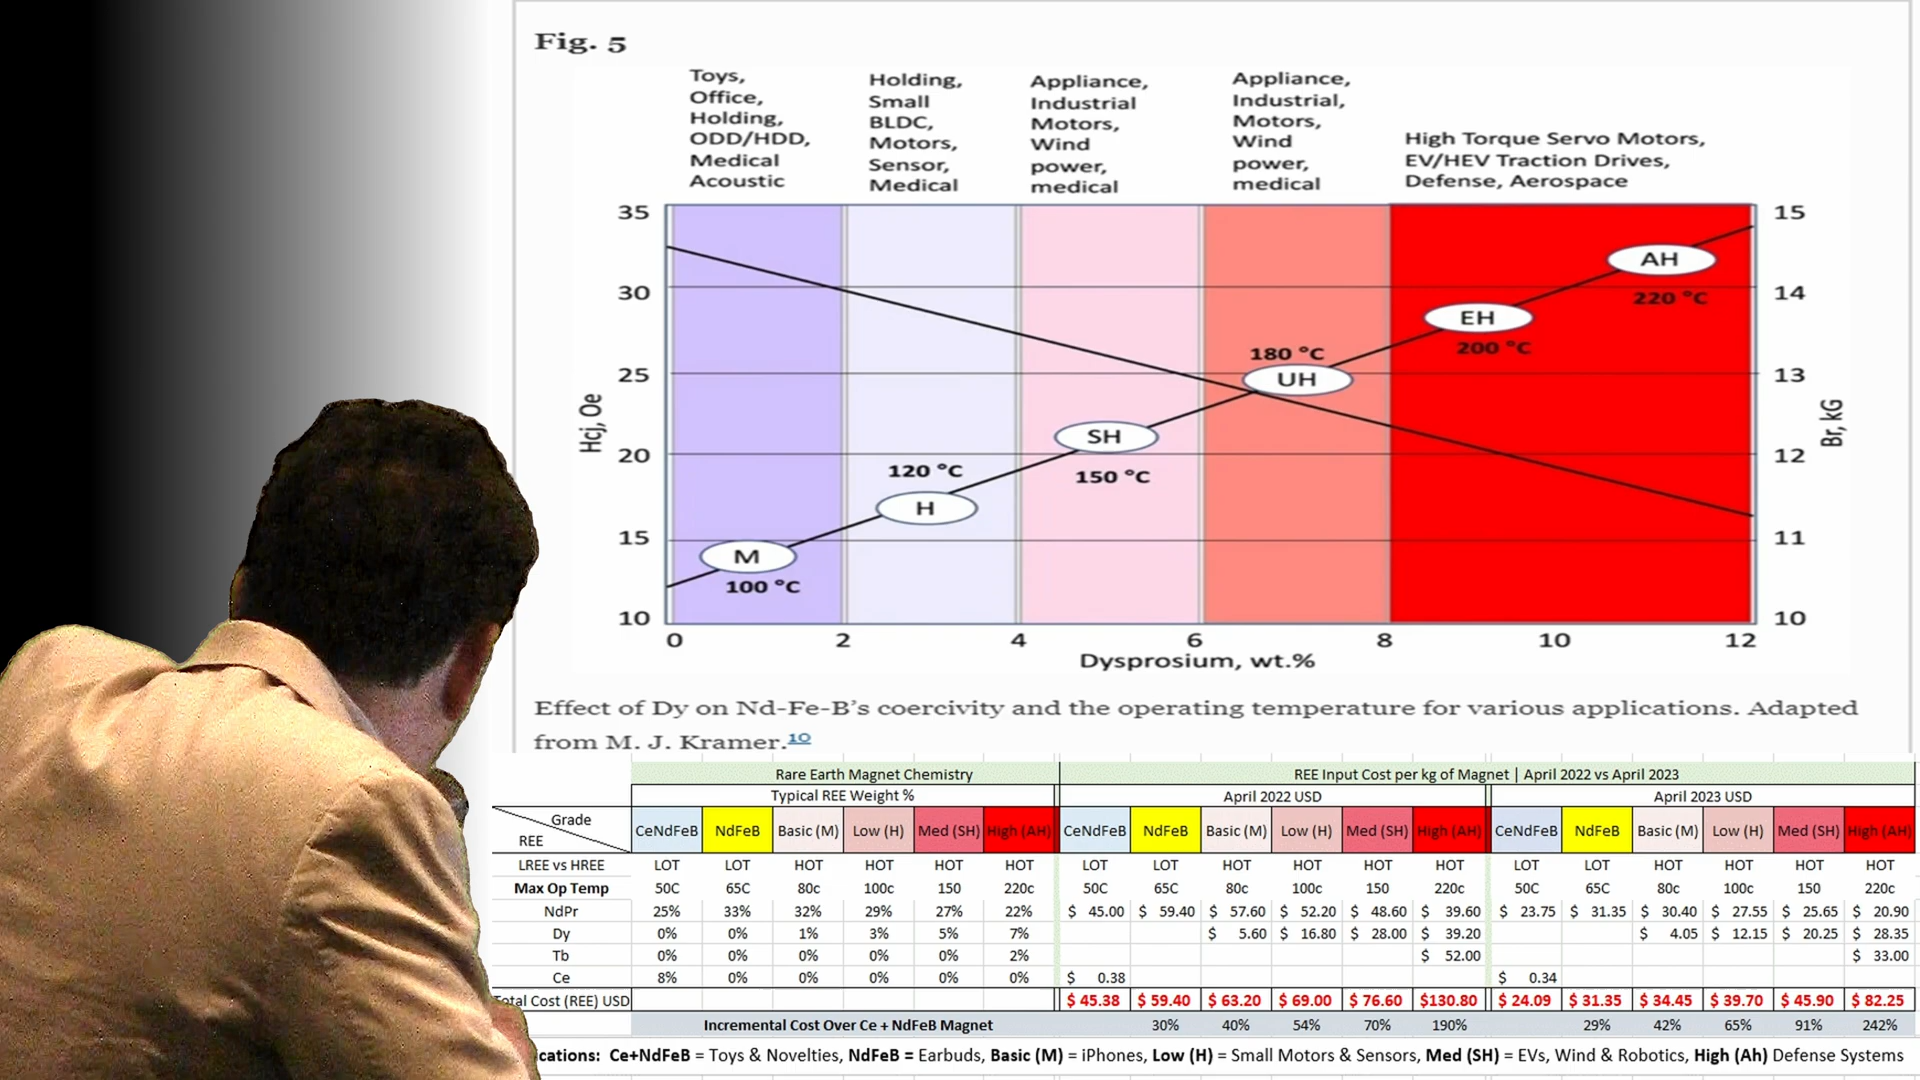 Fig. 5
Toys,
Office,
Holding,
ODD/HDD,
Medical
Acoustic
Holding,
Small
BLDC,
Motors,
Sensor,
Medical
Appliance,
Industrial
Motors,
Wind
power,
medical
Appliance,
Industrial,
Motors,
Wind
power,
medical
High Torque Servo Motors,
EV/HEV Traction Drives,
Defense, Aerospace
35
30
25
20
15
10
Hcj, Oe
15
14
13
12
11
10
Br, kG
AH
220 °C
EH
200 °C
180 °C
UH
SH
150 °C
120 °C
H
M
100 °C
0 2 4 6 8 10 12
Dysprosium, wt.%
Effect of Dy on Nd-Fe-B’s coercivity and the operating temperature for various applications. Adapted
from M. J. Kramer.10
Rare Earth Magnet Chemistry REE Input Cost per kg of Magnet | April 2022 vs April 2023
Typical REE Weight % April 2022 USD April 2023 USD
Grade
REE
CeNdFeB NdFeB Basic (M) Low (H) Med (SH) High (AH) CeNdFeB NdFeB Basic (M) Low (H) Med (SH) High (AH) CeNdFeB NdFeB Basic (M) Low (H) Med (SH) High (AH)
LREE vs HREE LOT LOT HOT HOT HOT HOT LOT LOT HOT HOT HOT HOT LOT LOT HOT HOT HOT HOT
Max Op Temp 50C 65C 80c 100c 150 220c 50C 65C 80c 100c 150 220c 50C 65C 80c 100c 150 220c
NdPr 25% 33% 32% 29% 27% 22% $ 45.00 $ 59.40 $ 57.60 $ 52.20 $ 48.60 $ 39.60 $ 23.75 $ 31.35 $ 30.40 $ 27.55 $ 25.65 $ 20.90
Dy 0% 0% 1% 3% 5% 7% $ 5.60 $ 16.80 $ 28.00 $ 39.20 $ 4.05 $ 12.15 $ 20.25 $ 28.35
Tb 0% 0% 0% 0% 0% 2% $ 52.00 $ 33.00
Ce 8% 0% 0% 0% 0% 0% $ 0.38 $ 0.34
Total Cost (REE) USD $ 45.38 $ 59.40 $ 63.20 $ 69.00 $ 76.60 $130.80 $ 24.09 $ 31.35 $ 34.45 $ 39.70 $ 45.90 $ 82.25
Incremental Cost Over Ce + NdFeB Magnet 30% 40% 54% 70% 190% 29% 42% 65% 91% 242%
cations: Ce+NdFeB = Toys & Novelties, NdFeB = Earbuds, Basic (M) = iPhones, Low (H) = Small Motors & Sensors, Med (SH) = EVs, Wind & Robotics, High (Ah) Defense Systems